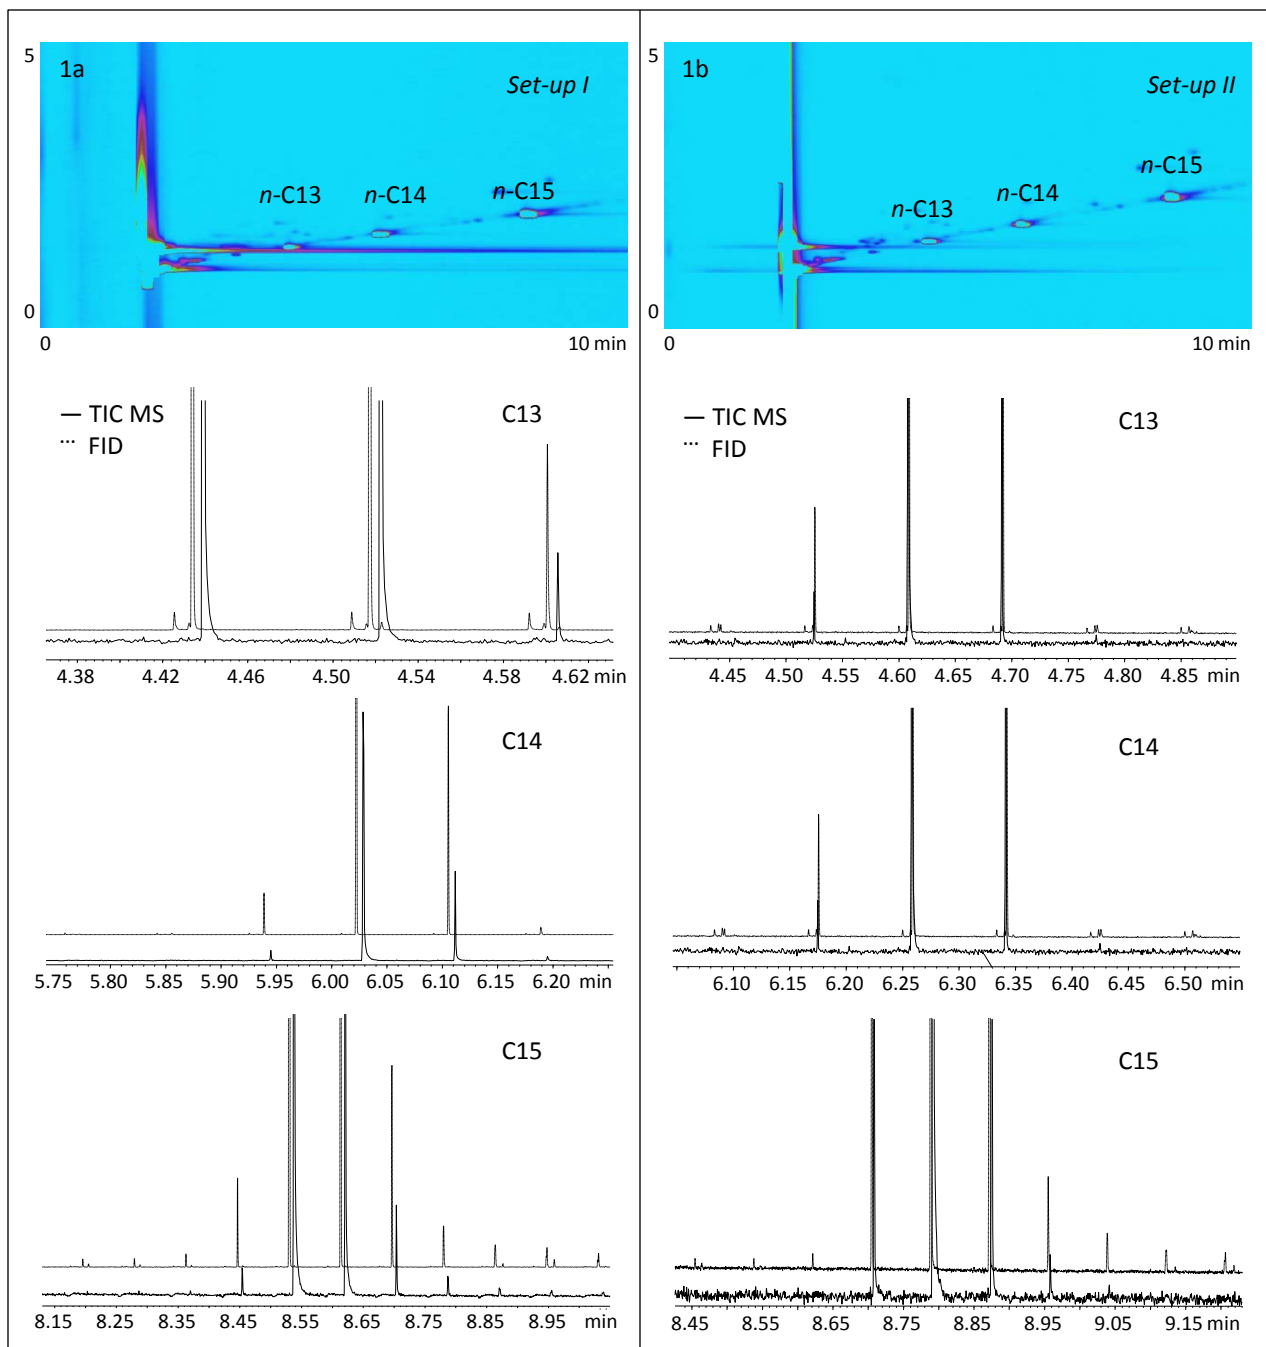 5
1a
Set-up I
n-C13
n-C14
n-C15
0
0
10 min
— TIC MS
··· FID
C13
4.38 4.42 4.46 4.50 4.54 4.58 4.62 min
C14
5.75 5.80 5.85 5.90 5.95 6.00 6.05 6.10 6.15 6.20 min
C15
8.15 8.25 8.35 8.45 8.55 8.65 8.75 8.85 8.95 min
5
1b
Set-up II
n-C13
n-C14
n-C15
0
0
10 min
— TIC MS
··· FID
C13
4.45 4.50 4.55 4.60 4.65 4.70 4.75 4.80 4.85 min
C14
6.10 6.15 6.20 6.25 6.30 6.35 6.40 6.45 6.50 min
C15
8.45 8.55 8.65 8.75 8.85 8.95 9.05 9.15 min